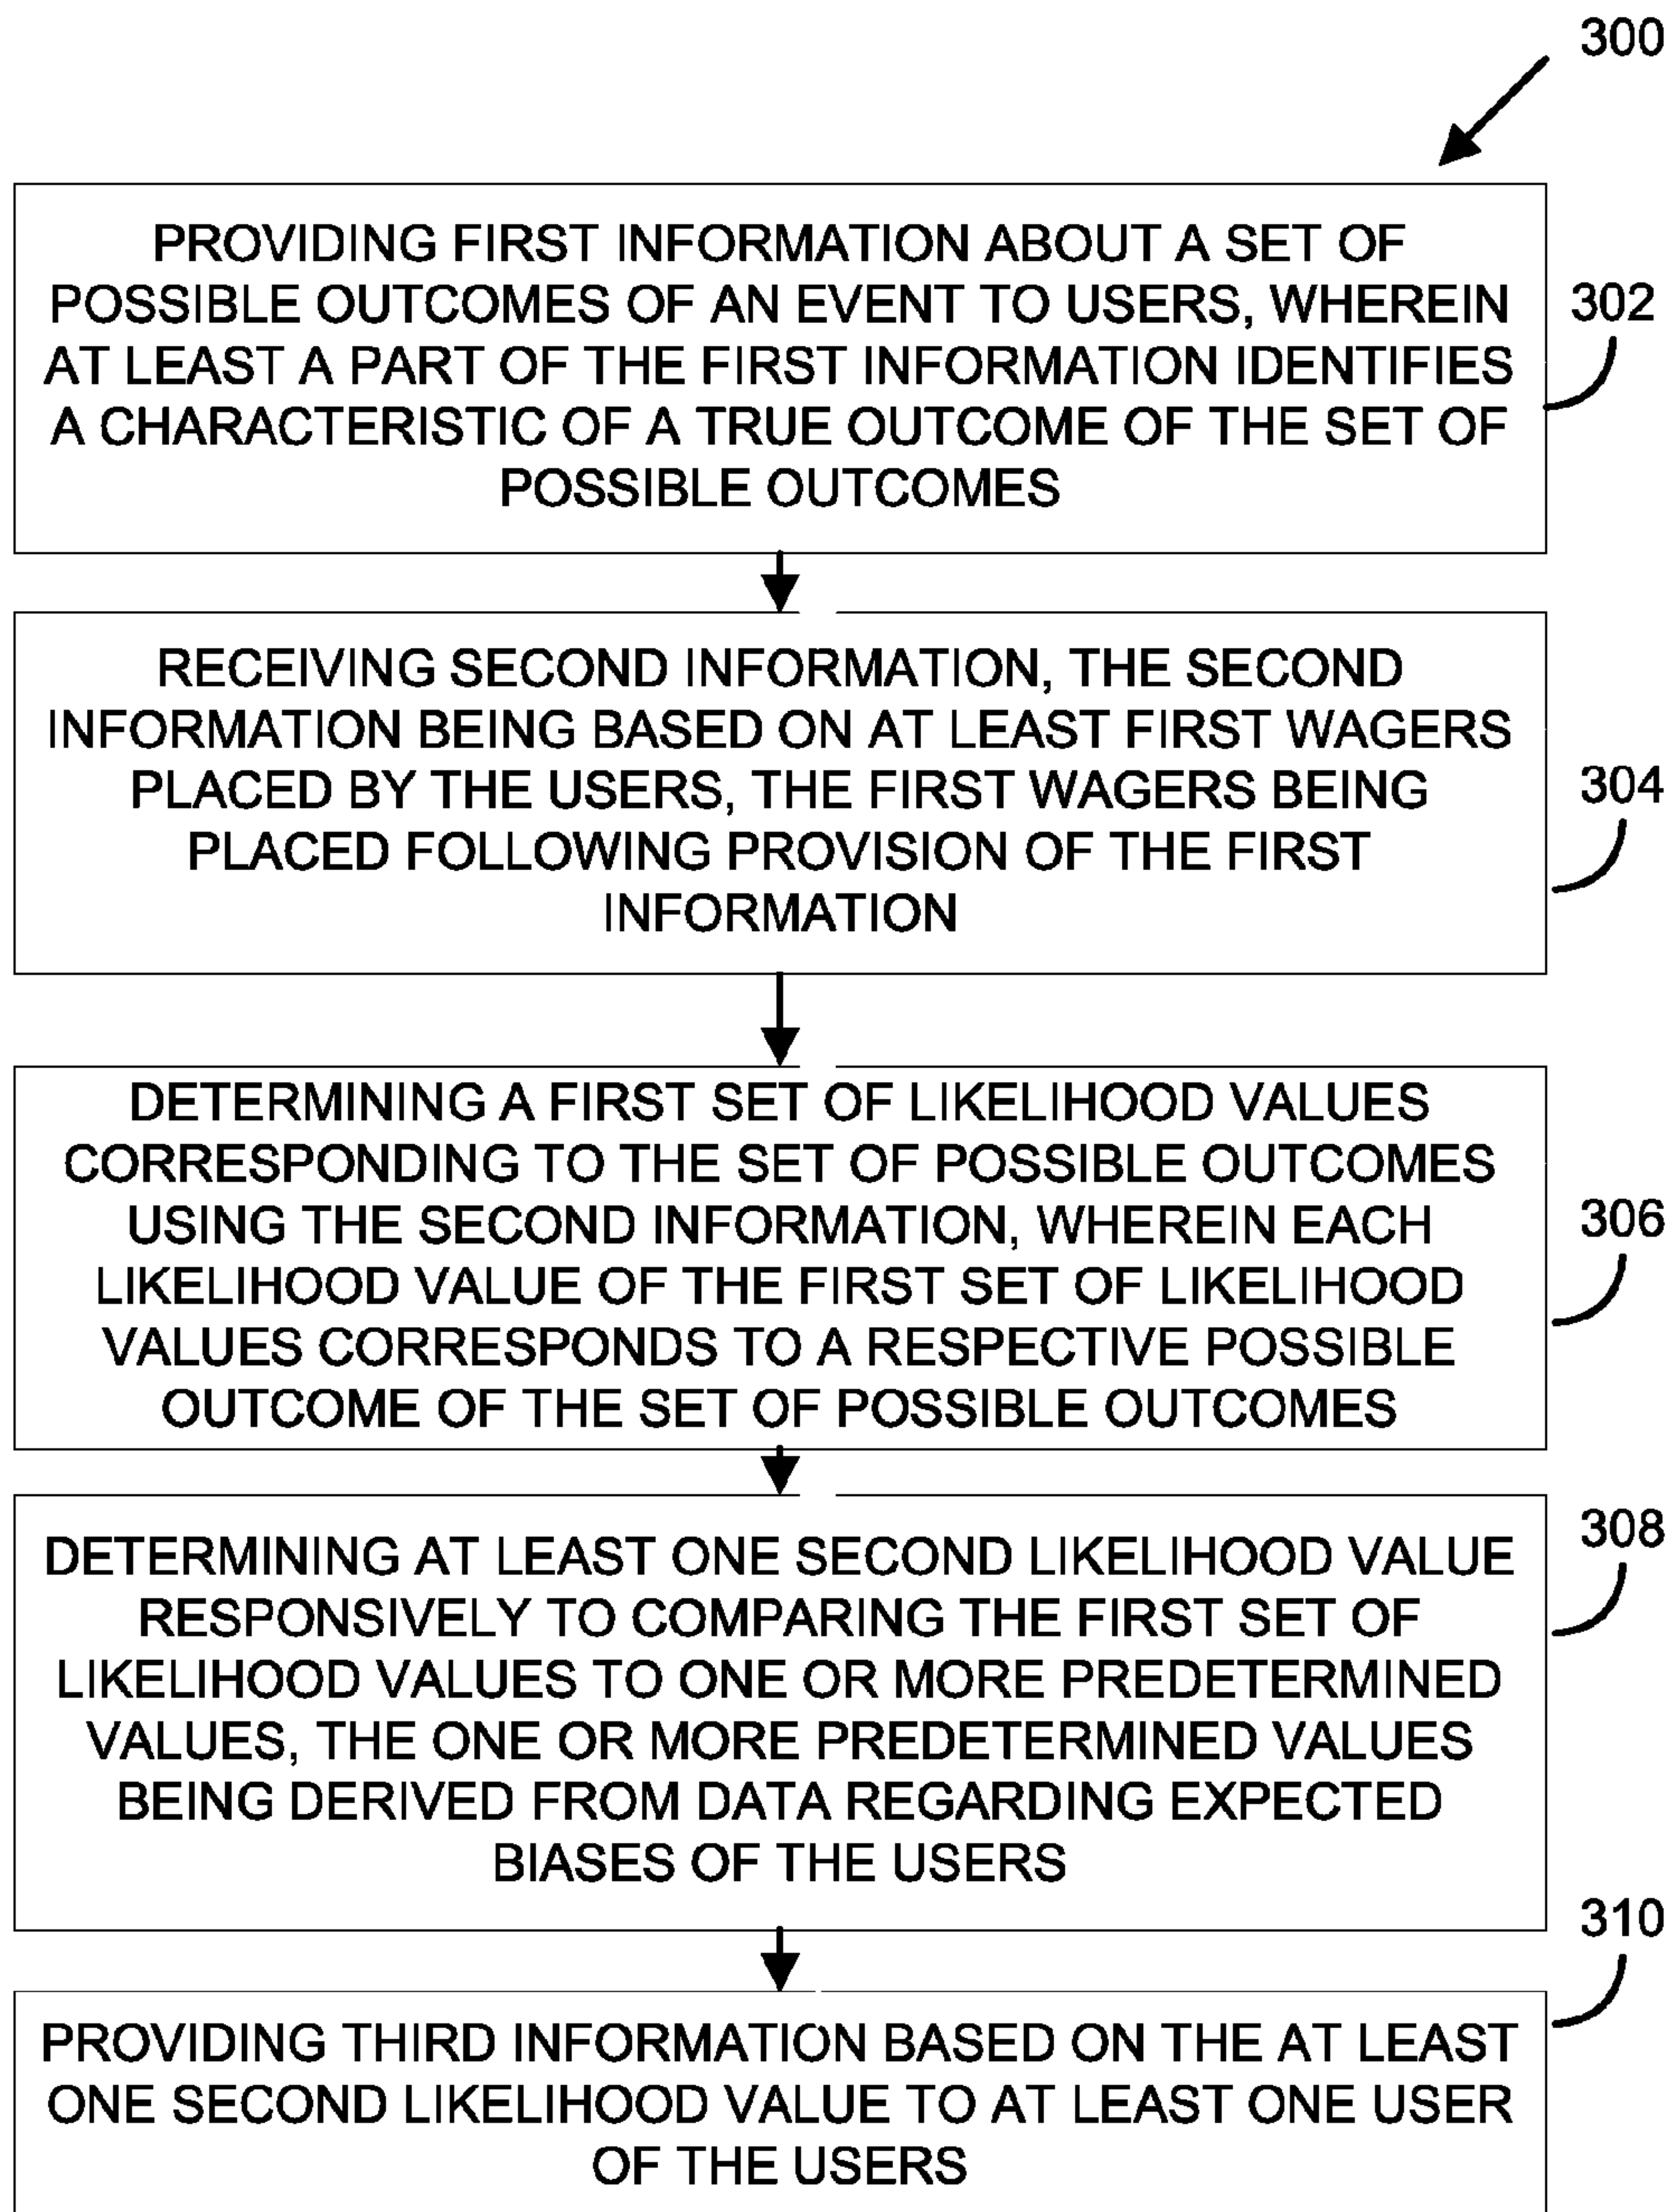 300
PROVIDING FIRST INFORMATION ABOUT A SET OF
POSSIBLE OUTCOMES OF AN EVENT TO USERS, WHEREIN
AT LEAST A PART OF THE FIRST INFORMATION IDENTIFIES
A CHARACTERISTIC OF A TRUE OUTCOME OF THE SET OF
POSSIBLE OUTCOMES
302
RECEIVING SECOND INFORMATION, THE SECOND
INFORMATION BEING BASED ON AT LEAST FIRST WAGERS
PLACED BY THE USERS, THE FIRST WAGERS BEING
PLACED FOLLOWING PROVISION OF THE FIRST
INFORMATION
304
DETERMINING A FIRST SET OF LIKELIHOOD VALUES
CORRESPONDING TO THE SET OF POSSIBLE OUTCOMES
USING THE SECOND INFORMATION, WHEREIN EACH
LIKELIHOOD VALUE OF THE FIRST SET OF LIKELIHOOD
VALUES CORRESPONDS TO A RESPECTIVE POSSIBLE
OUTCOME OF THE SET OF POSSIBLE OUTCOMES
306
DETERMINING AT LEAST ONE SECOND LIKELIHOOD VALUE
RESPONSIVELY TO COMPARING THE FIRST SET OF
LIKELIHOOD VALUES TO ONE OR MORE PREDETERMINED
VALUES, THE ONE OR MORE PREDETERMINED VALUES
BEING DERIVED FROM DATA REGARDING EXPECTED
BIASES OF THE USERS
308
PROVIDING THIRD INFORMATION BASED ON THE AT LEAST
ONE SECOND LIKELIHOOD VALUE TO AT LEAST ONE USER
OF THE USERS
310